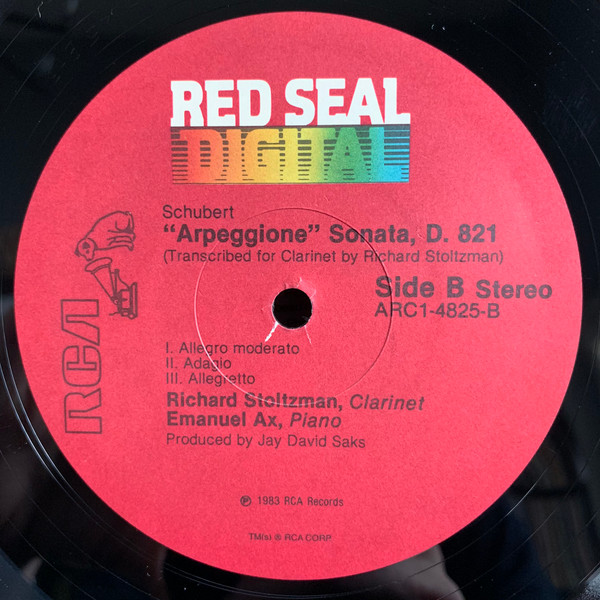 RED SEAL
DIGITAL
Schubert
"Arpeggione" Sonata, D. 821
(Transcribed for Clarinet by Richard Stoltzman)
Side B Stereo
ARC1-4825-B
RCA
I. Allegro moderato
II. Adagio
III. Allegretto
Richard Stoltzman, Clarinet
Emanuel Ax, Piano
Produced by Jay David Saks
℗ 1983 RCA Records
TM(s) ® RCA CORP